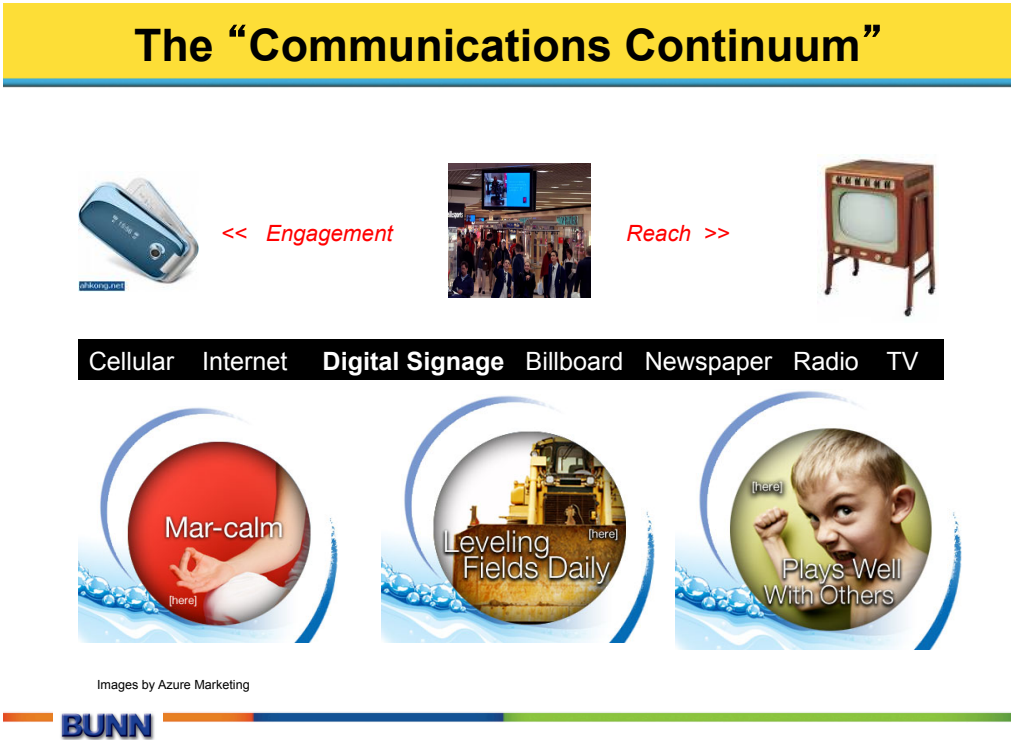 The “Communications Continuum”
<< Engagement
Reach >>
ahkong.net
Cellular Internet Digital Signage Billboard Newspaper Radio TV
Mar-calm
[here]
Leveling
[here]
Fields Daily
[here]
Plays Well
With Others
Images by Azure Marketing
BUNN